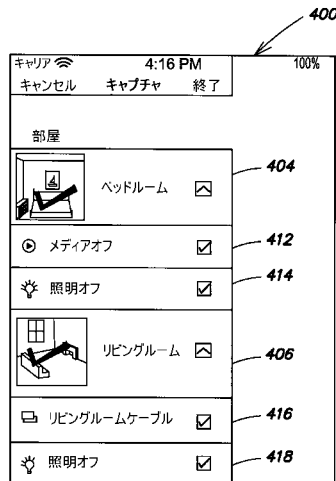 400
キャリア 4:16 PM 100%
キャンセル キャプチャ 終了
部屋
ベッドルーム 404
メディアオフ 412
照明オフ 414
リビングルーム 406
リビングルームケーブル 416
照明オフ 418